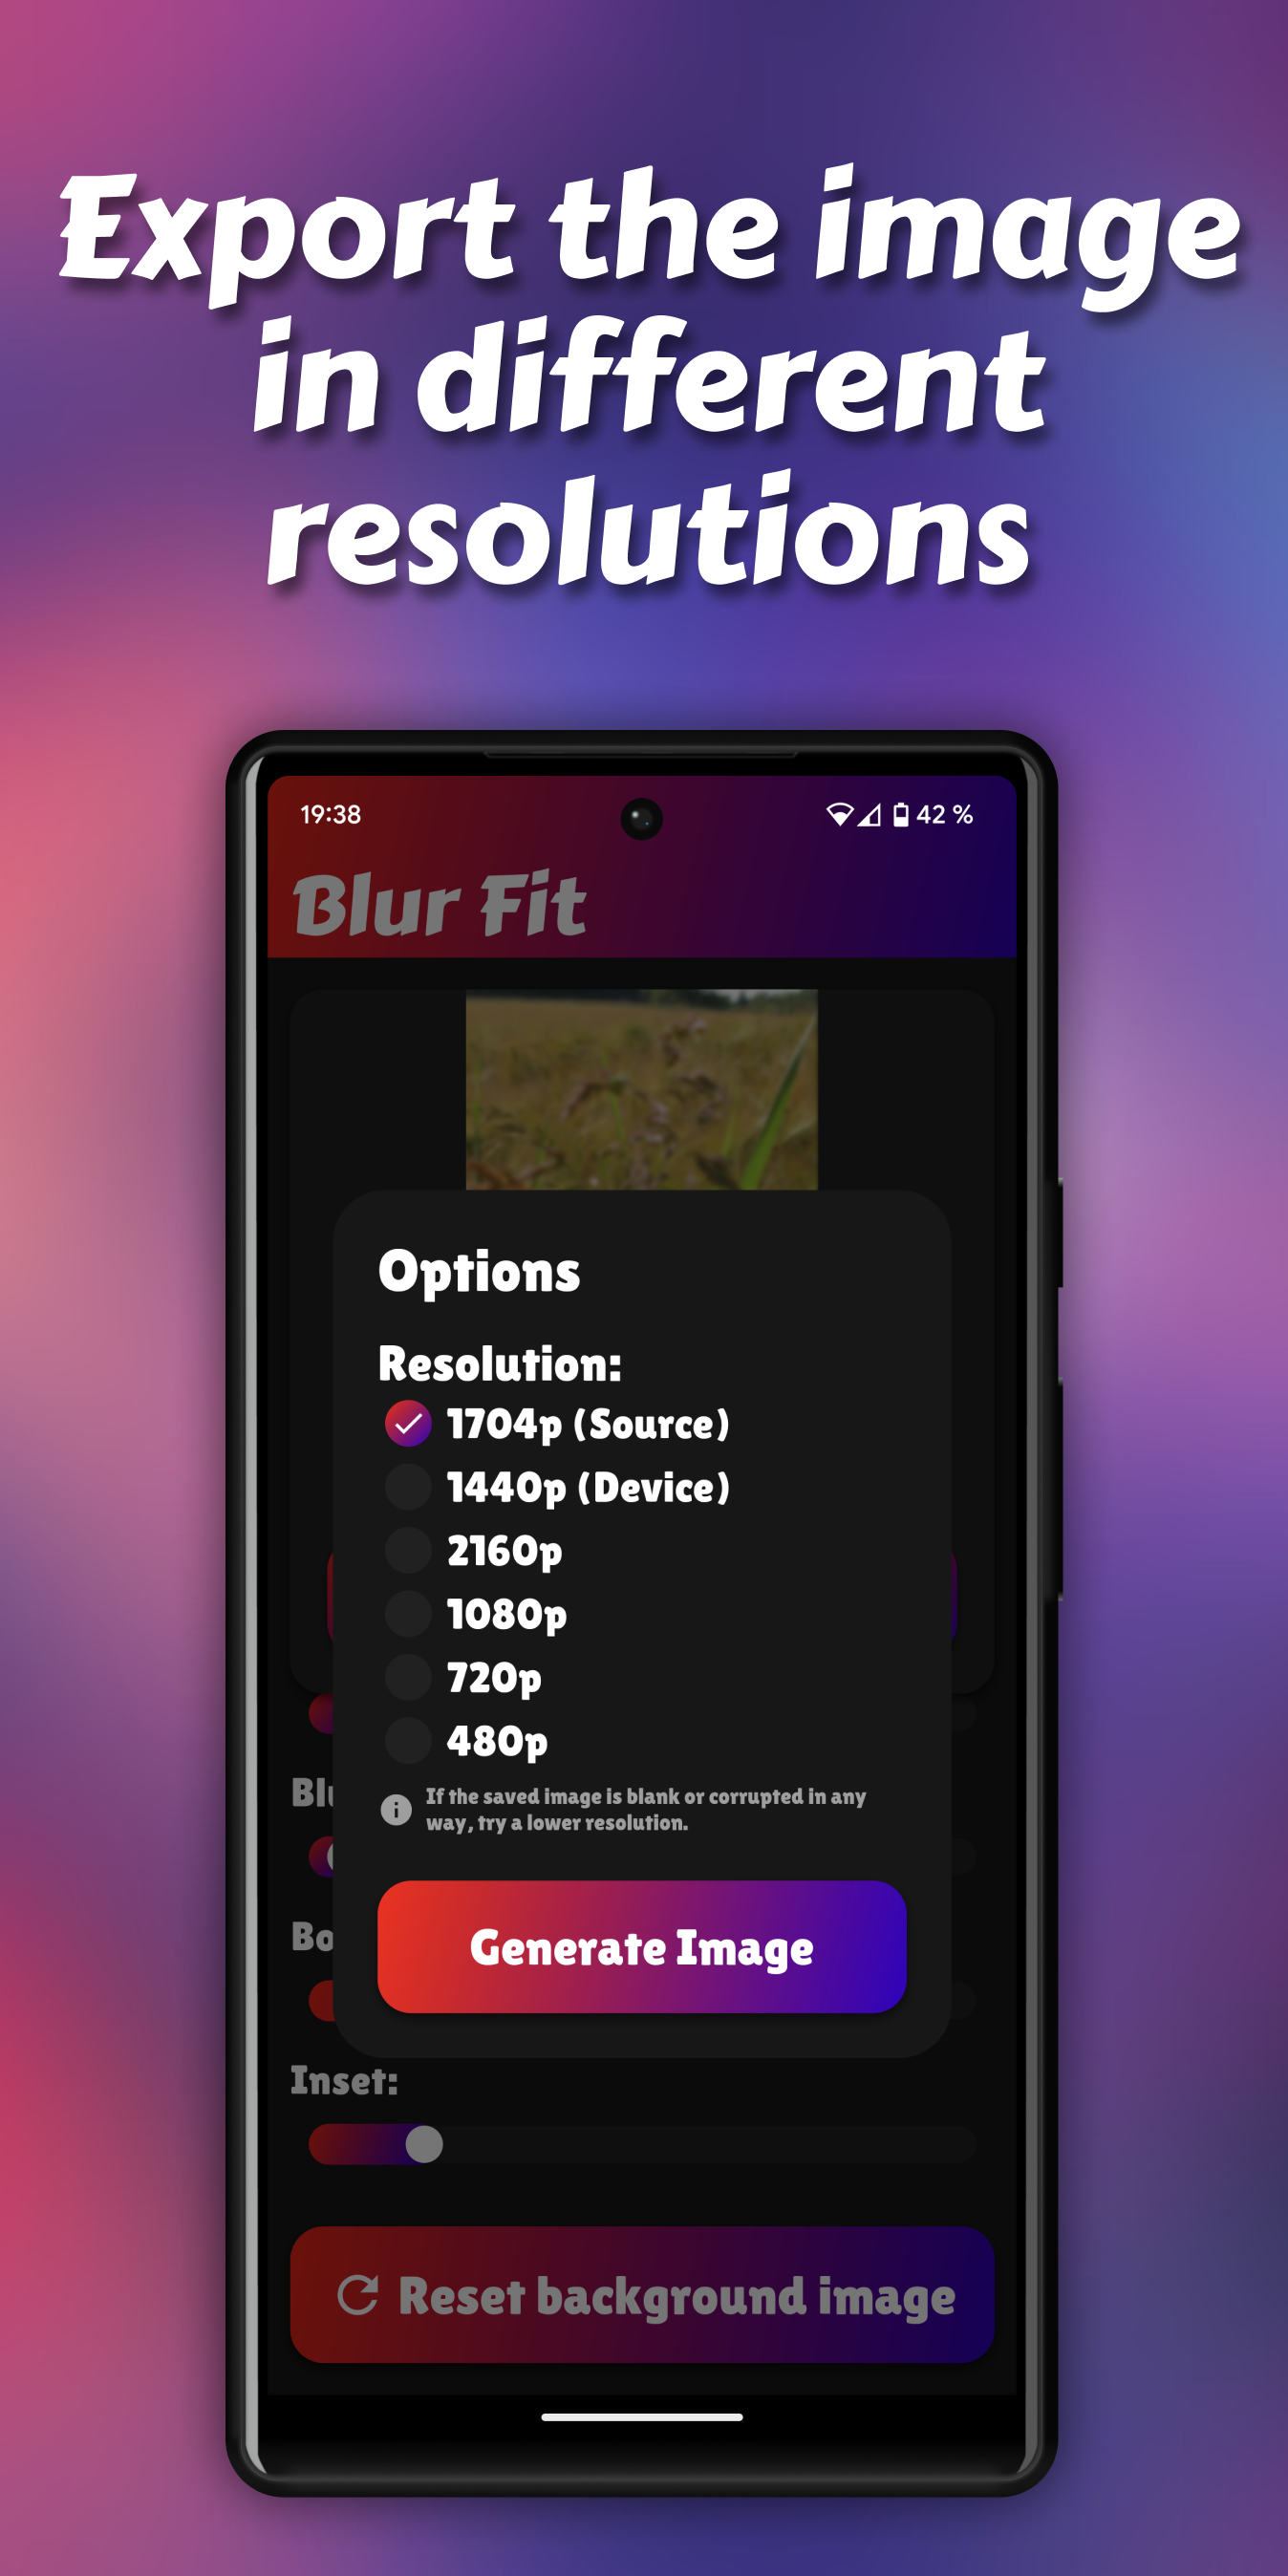 Export the image
in different
resolutions
19:38
42 %
Blur Fit
Options
Resolution:
1704p (Source)
1440p (Device)
2160p
1080p
720p
480p
If the saved image is blank or corrupted in any
way, try a lower resolution.
Generate Image
Inset:
Reset background image